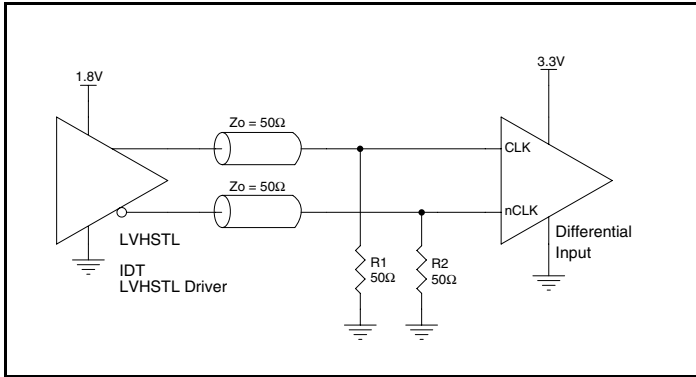 1.8V
3.3V
Zo = 50Ω
CLK
Zo = 50Ω
nCLK
LVHSTL
IDT
LVHSTL Driver
R1
50Ω
R2
50Ω
Differential
Input